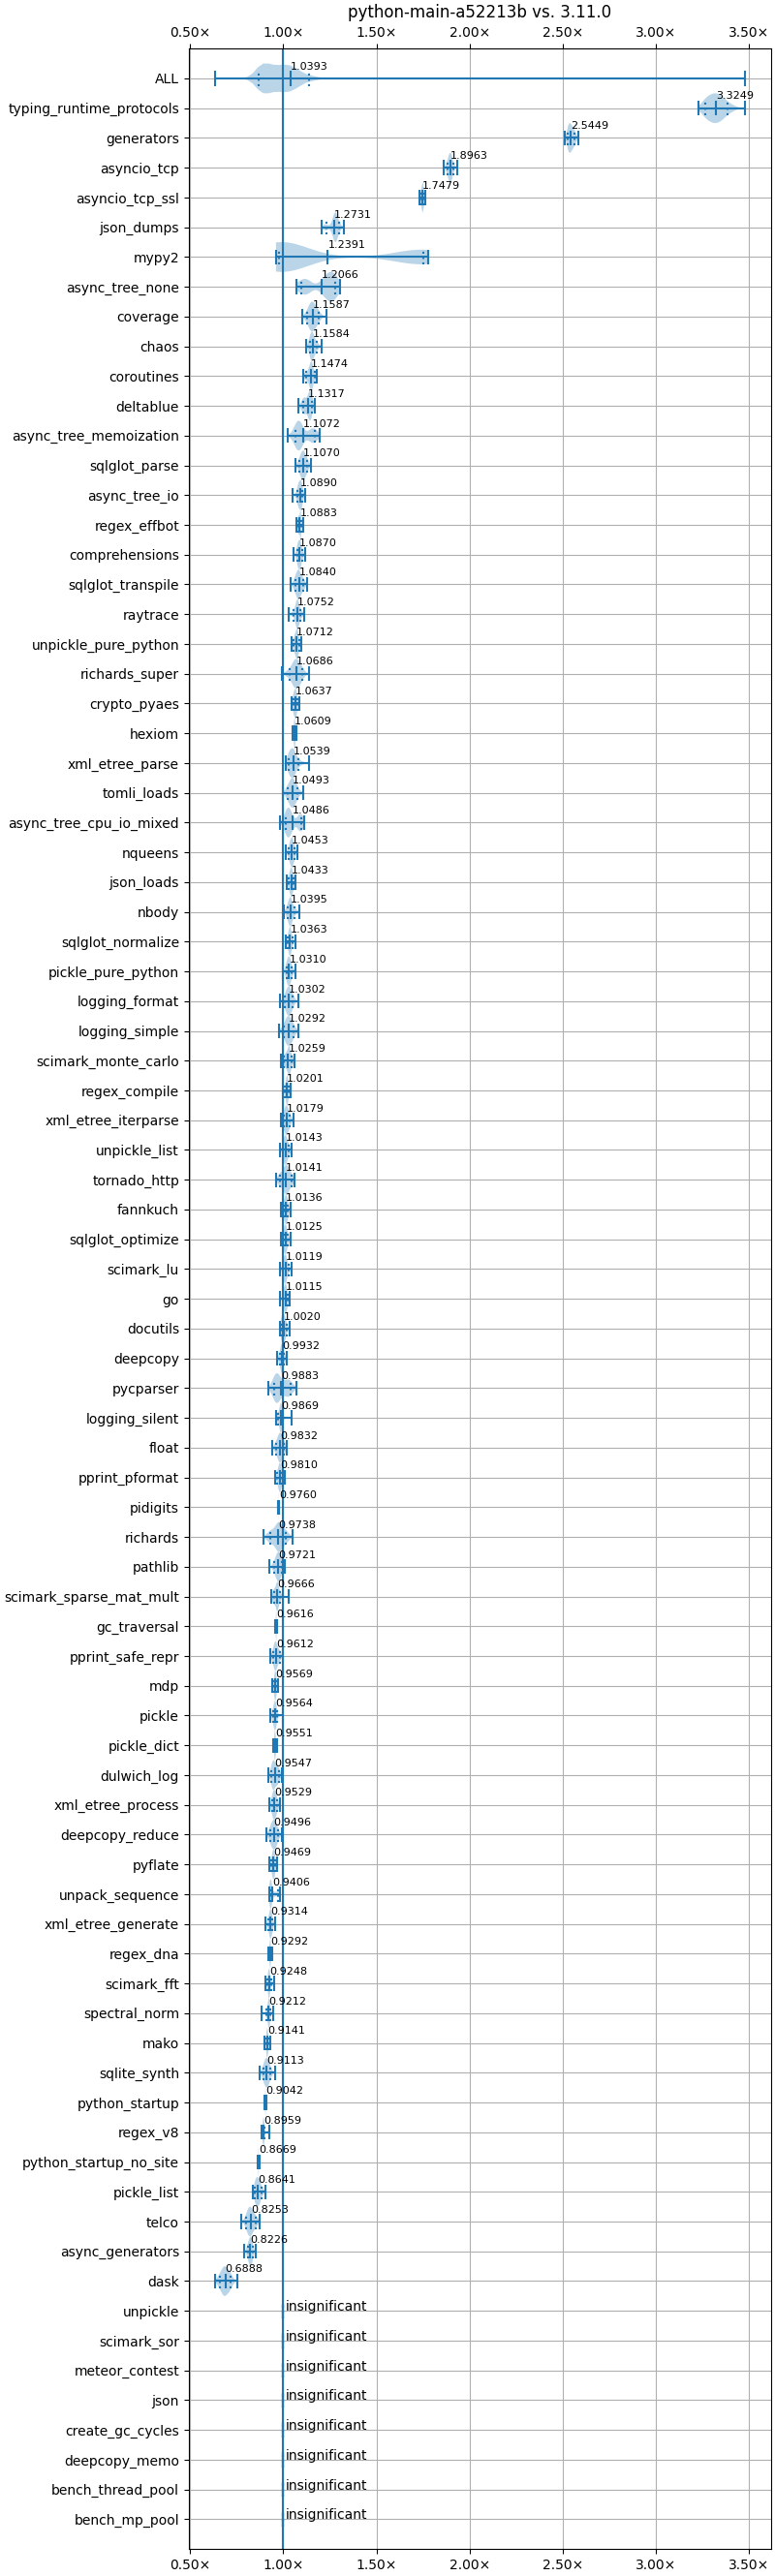 python-main-a52213b vs. 3.11.0
0.50× 1.00× 1.50× 2.00× 2.50× 3.00× 3.50×
ALL 1.0393
typing_runtime_protocols 3.3249
generators 2.5449
asyncio_tcp 1.8963
asyncio_tcp_ssl 1.7479
json_dumps 1.2731
mypy2 1.2391
async_tree_none 1.2066
coverage 1.1587
chaos 1.1584
coroutines 1.1474
deltablue 1.1317
async_tree_memoization 1.1072
sqlglot_parse 1.1070
async_tree_io 1.0890
regex_effbot 1.0883
comprehensions 1.0870
sqlglot_transpile 1.0840
raytrace 1.0752
unpickle_pure_python 1.0712
richards_super 1.0686
crypto_pyaes 1.0637
hexiom 1.0609
xml_etree_parse 1.0539
tomli_loads 1.0493
async_tree_cpu_io_mixed 1.0486
nqueens 1.0453
json_loads 1.0433
nbody 1.0395
sqlglot_normalize 1.0363
pickle_pure_python 1.0310
logging_format 1.0302
logging_simple 1.0292
scimark_monte_carlo 1.0259
regex_compile 1.0201
xml_etree_iterparse 1.0179
unpickle_list 1.0143
tornado_http 1.0141
fannkuch 1.0136
sqlglot_optimize 1.0125
scimark_lu 1.0119
go 1.0115
docutils 1.0020
deepcopy 0.9932
pycparser 0.9883
logging_silent 0.9869
float 0.9832
pprint_pformat 0.9810
pidigits 0.9760
richards 0.9738
pathlib 0.9721
scimark_sparse_mat_mult 0.9666
gc_traversal 0.9616
pprint_safe_repr 0.9612
mdp 0.9569
pickle 0.9564
pickle_dict 0.9551
dulwich_log 0.9547
xml_etree_process 0.9529
deepcopy_reduce 0.9496
pyflate 0.9469
unpack_sequence 0.9406
xml_etree_generate 0.9314
regex_dna 0.9292
scimark_fft 0.9248
spectral_norm 0.9212
mako 0.9141
sqlite_synth 0.9113
python_startup 0.9042
regex_v8 0.8959
python_startup_no_site 0.8669
pickle_list 0.8641
telco 0.8253
async_generators 0.8226
dask 0.6888
unpickle insignificant
scimark_sor insignificant
meteor_contest insignificant
json insignificant
create_gc_cycles insignificant
deepcopy_memo insignificant
bench_thread_pool insignificant
bench_mp_pool insignificant
0.50× 1.00× 1.50× 2.00× 2.50× 3.00× 3.50×